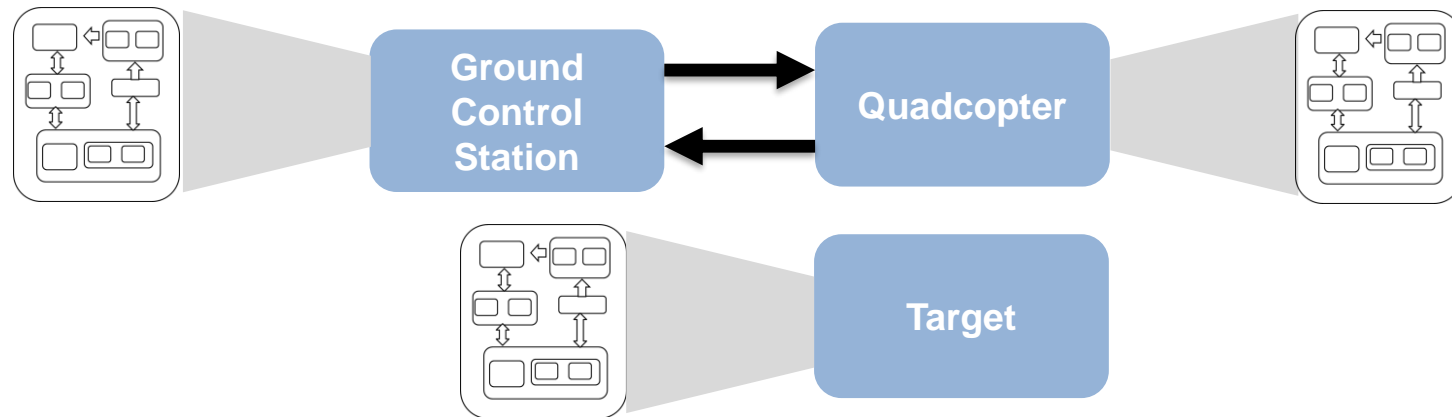 Ground
Control
Station
Quadcopter
Target